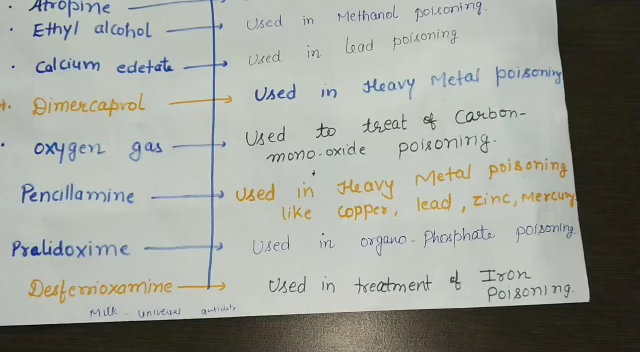 Atropine
Ethyl alcohol → Used in Methanol poisoning.
Calcium edetate → Used in lead poisoning
Dimercaprol → Used in Heavy Metal poisoning
oxygen gas → Used to treat of Carbon-
mono-oxide poisoning.
Pencillamine → Used in Heavy Metal poisoning
like copper, lead, zinc, Mercury
Pralidoxime → Used in organo-Phosphate poisoning.
Desferrioxamine → Used in treatment of Iron
Poisoning.
Milk - antidote